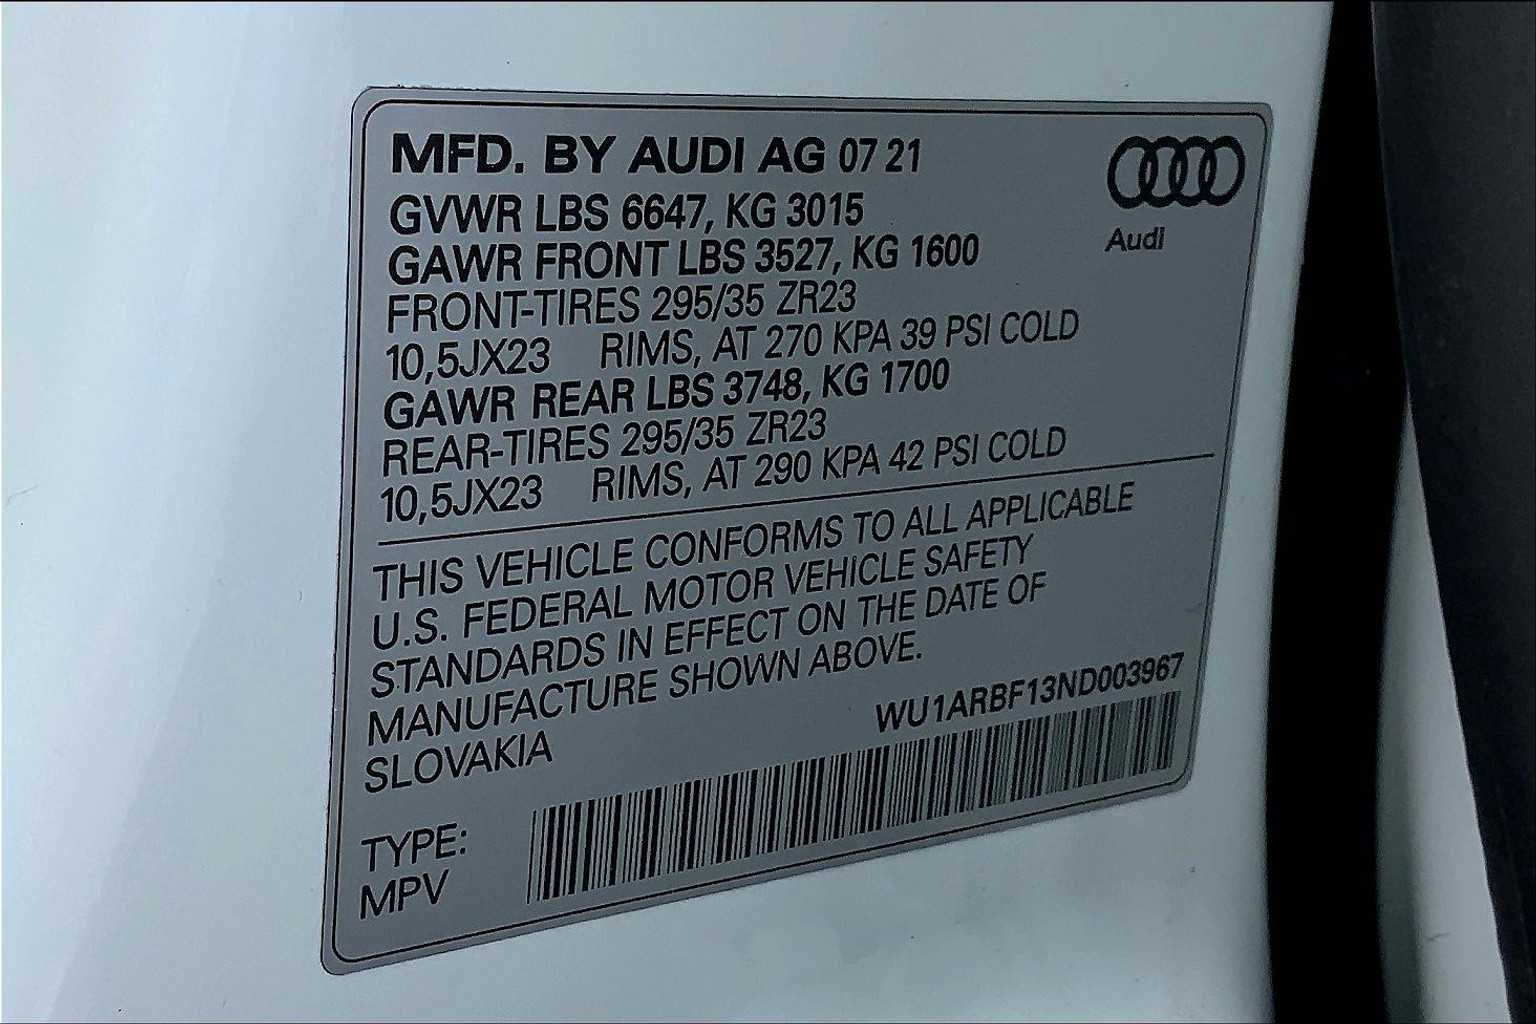 MFD. BY AUDI AG 07 21
GVWR LBS 6647, KG 3015
GAWR FRONT LBS 3527, KG 1600
FRONT-TIRES 295/35 ZR23
10,5JX23 RIMS, AT 270 KPA 39 PSI COLD
GAWR REAR LBS 3748, KG 1700
REAR-TIRES 295/35 ZR23
10,5JX23 RIMS, AT 290 KPA 42 PSI COLD
Audi
THIS VEHICLE CONFORMS TO ALL APPLICABLE
U.S. FEDERAL MOTOR VEHICLE SAFETY
STANDARDS IN EFFECT ON THE DATE OF
MANUFACTURE SHOWN ABOVE.
SLOVAKIA
WU1ARBF13ND003967
TYPE:
MPV